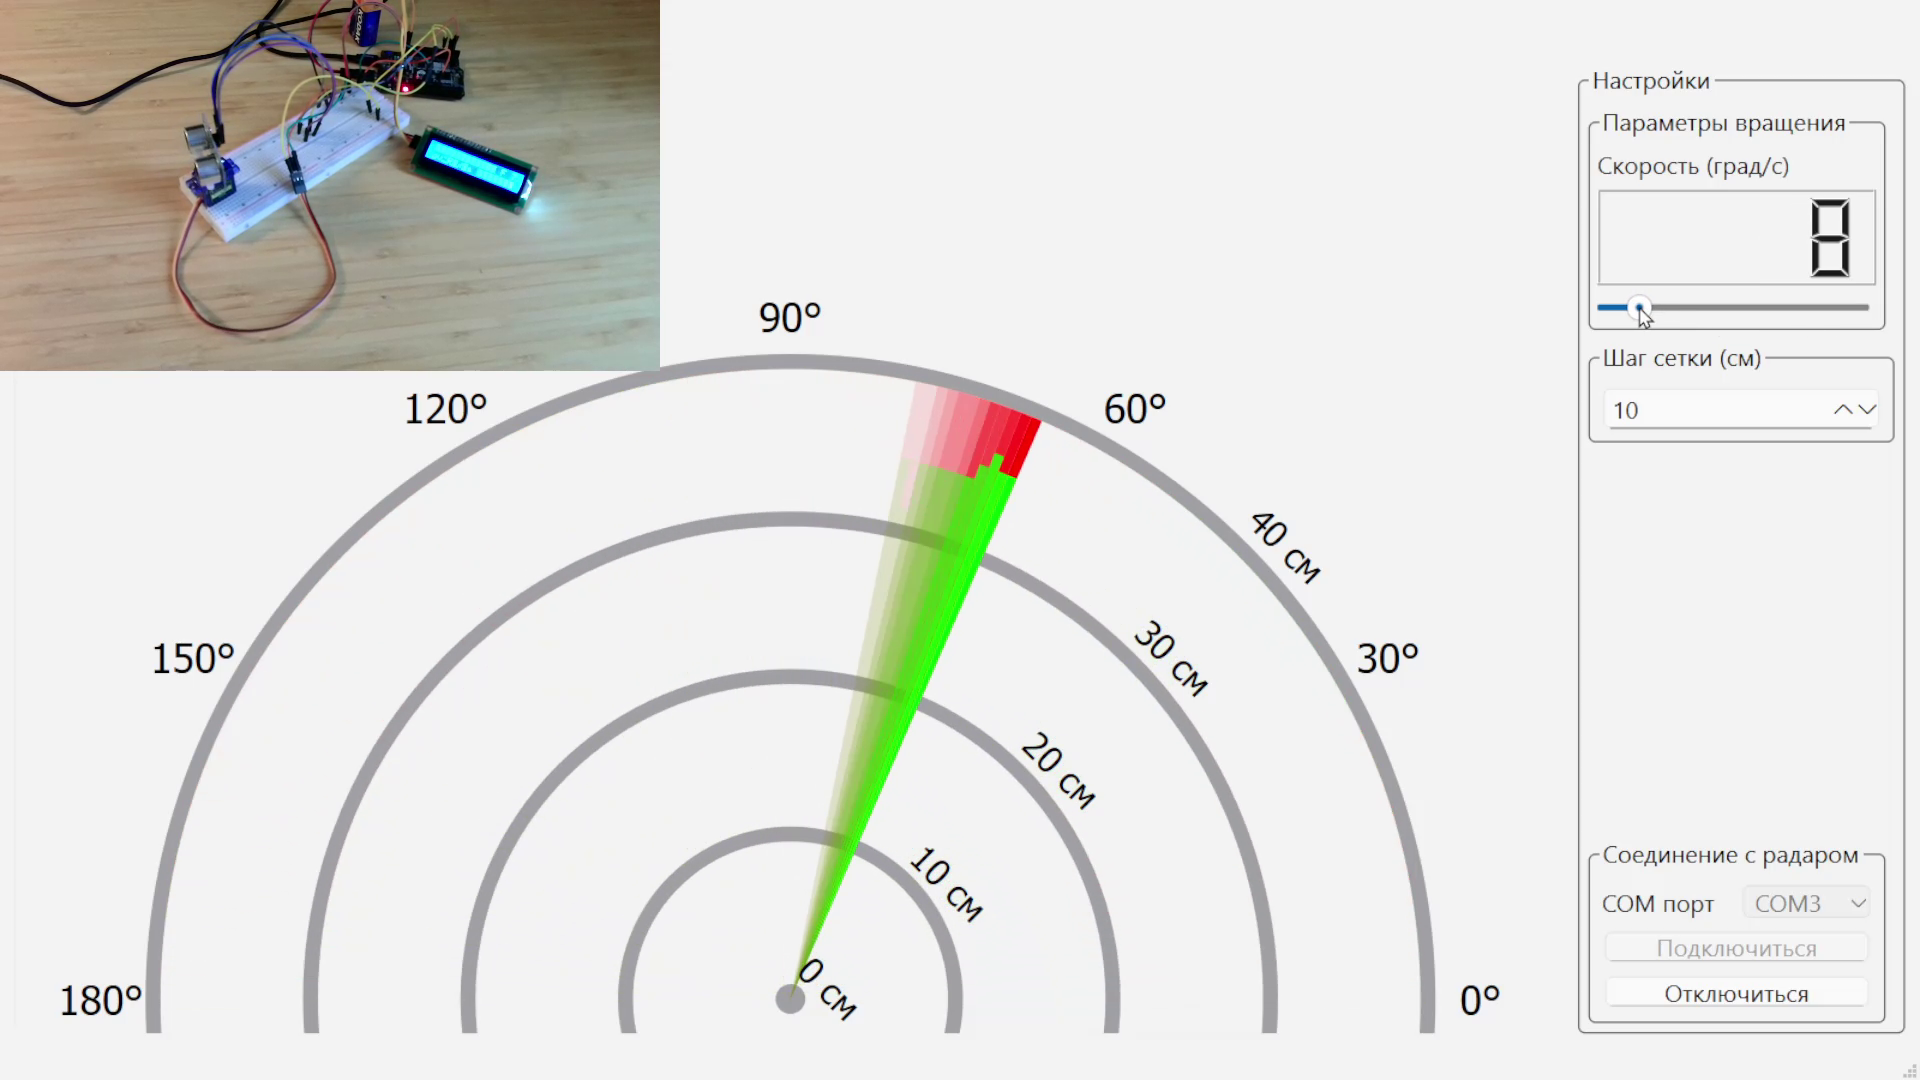 KODAK
90°
120°
60°
150°
30°
180°
0°
40 см
30 см
20 см
10 см
0 см
Настройки
Параметры вращения
Скорость (град/с)
8
Шаг сетки (см)
10
Соединение с радаром
COM порт
COM3
Подключиться
Отключиться